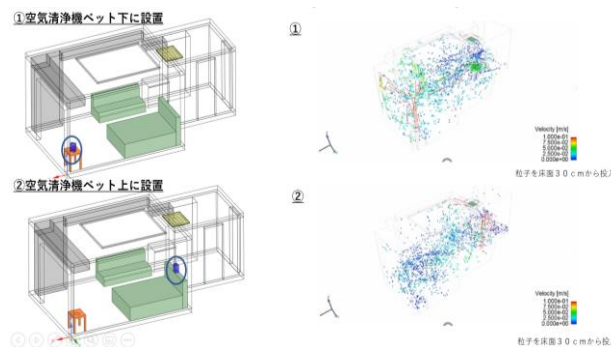 ①空気清浄機ベット下に設置
①
Velocity [m/s]
1.000e-01
7.500e-02
5.000e-02
2.500e-02
0.000e+00
粒子を床面30cmから投入
②空気清浄機ベット上に設置
②
Velocity [m/s]
1.000e-01
7.500e-02
5.000e-02
2.500e-02
0.000e+00
粒子を床面30cmから投